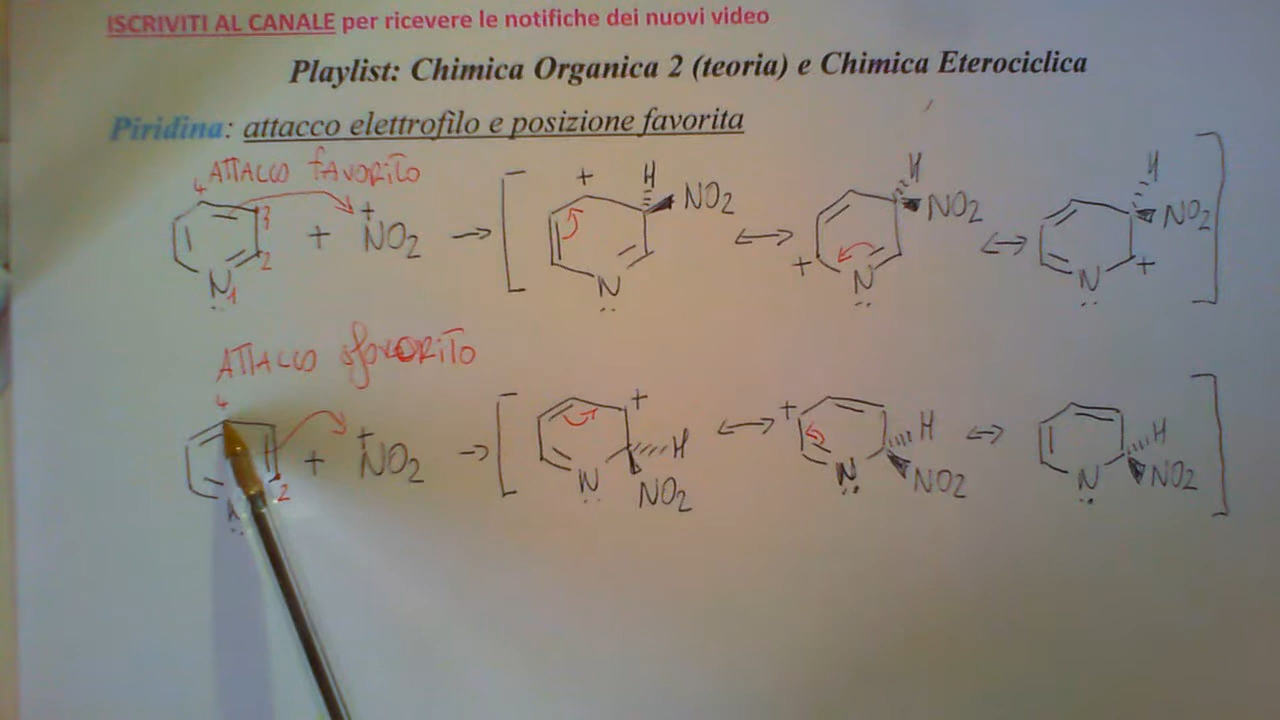 ISCRIVITI AL CANALE per ricevere le notifiche dei nuovi video
Playlist: Chimica Organica 2 (teoria) e Chimica Eterociclica
Piridina: attacco elettrofilo e posizione favorita
ATTACCO FAVORITO
4 3 2 N 1 + +NO2 → [ + H NO2 N ↔ + H NO2 N ↔ H NO2 + N ]
ATTACCO SFAVORITO
4 2 N + +NO2 → [ + H NO2 N ↔ + H NO2 N ↔ H NO2 N ]